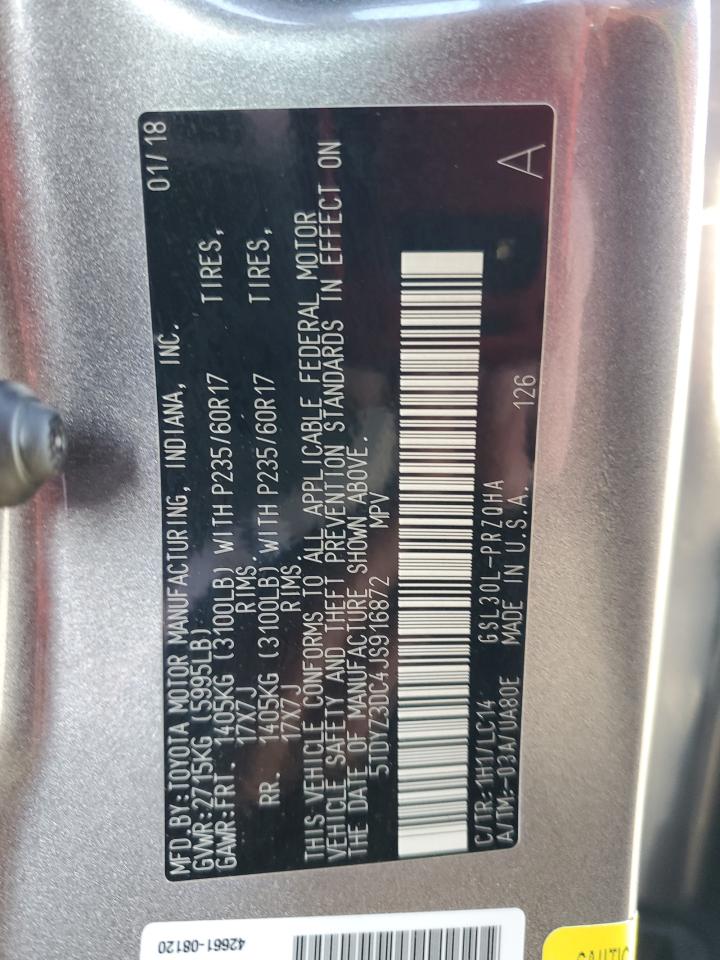 MFD.BY:TOYOTA MOTOR MANUFACTURING, INDIANA, INC. 01/18
GVWR:2715KG (5995LB)
GAWR:FRT. 1405KG (3100LB) WITH P235/60R17 TIRES,
17X7J RIMS.
RR. 1405KG (3100LB) WITH P235/60R17 TIRES,
17X7J RIMS.
THIS VEHICLE CONFORMS TO ALL APPLICABLE FEDERAL MOTOR
VEHICLE SAFETY AND THEFT PREVENTION STANDARDS IN EFFECT ON
THE DATE OF MANUFACTURE SHOWN ABOVE.
5TDYZ3DC4JS916872 MPV
C/TR:1H1/LC14 GSL30L-PRZQHA
A/TM:-03A/UA80E MADE IN U.S.A. 126 A
42661-08120